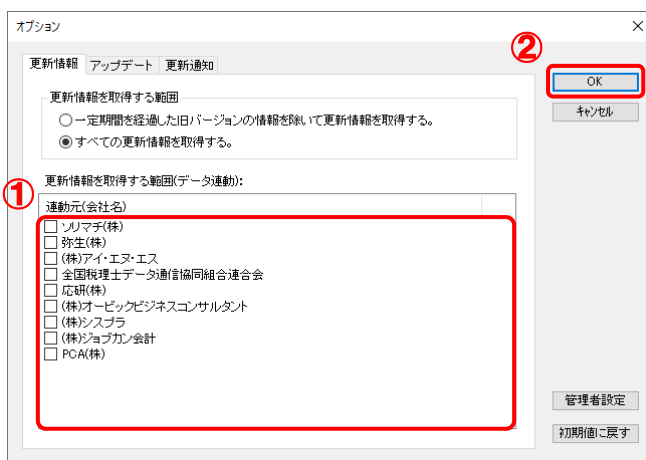 オプション
②
更新情報 アップデート 更新通知
OK
更新情報を取得する範囲
キャンセル
一定期間を経過した旧バージョンの情報を除いて更新情報を取得する。
すべての更新情報を取得する。
①
更新情報を取得する範囲(データ連動):
連動元(会社名)
ソリマチ(株)
弥生(株)
(株)アイ・エヌ・エス
全国税理士データ通信協同組合連合会
応研(株)
(株)オービックビジネスコンサルタント
(株)シスプラ
(株)ジョブカン会計
PCA(株)
管理者設定
初期値に戻す